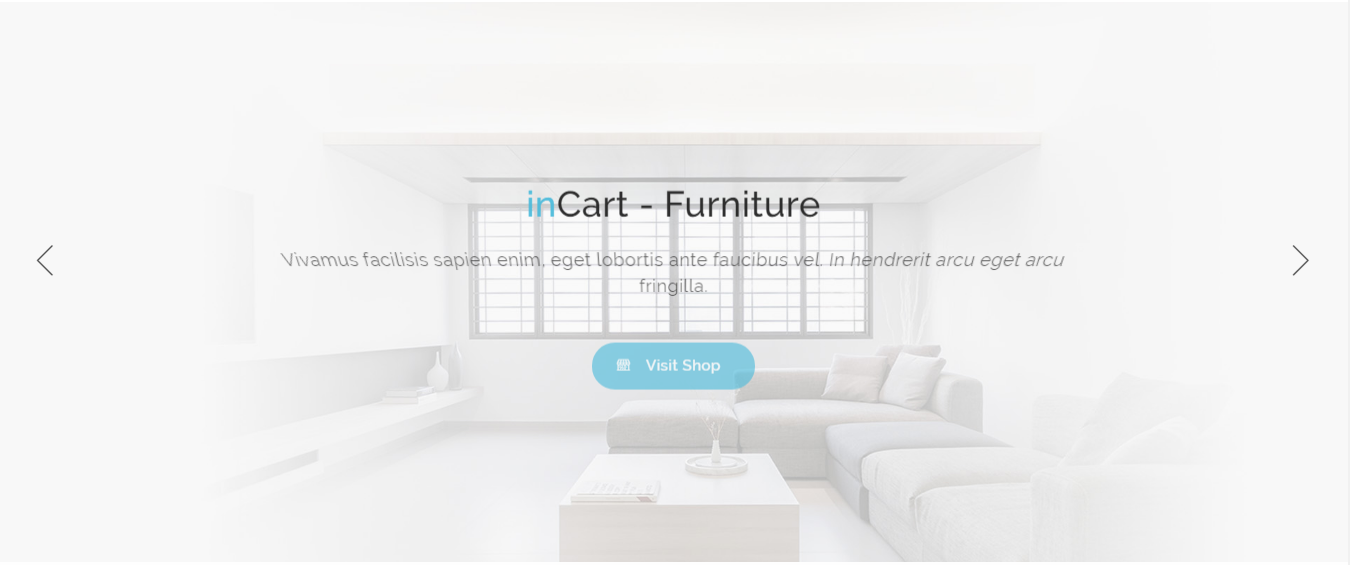 inCart - Furniture
Vivamus facilisis sapien enim, eget lobortis ante faucibus vel. In hendrerit arcu eget arcu
fringilla.
Visit Shop